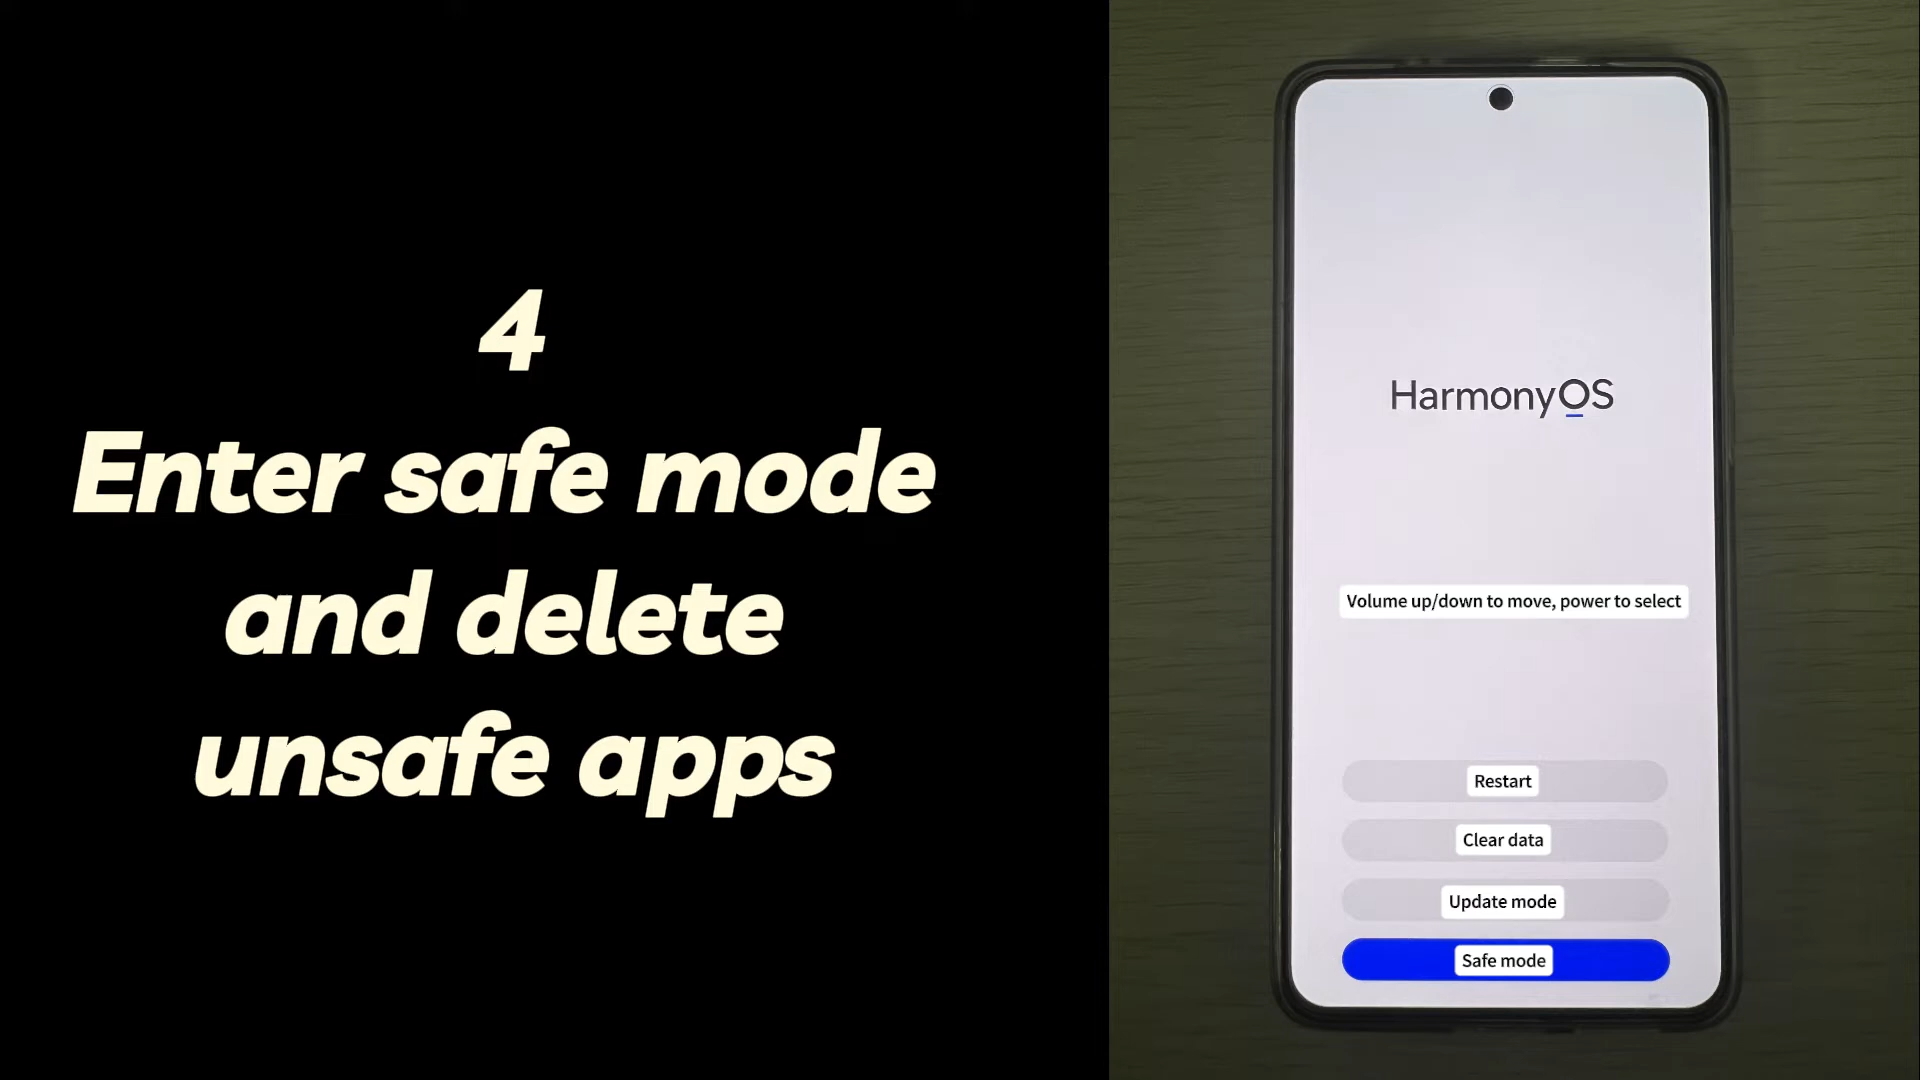 4
Enter safe mode
and delete
unsafe apps
HarmonyOS
Volume up/down to move, power to select
Restart
Clear data
Update mode
Safe mode